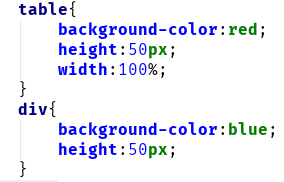 table{
background-color:red;
height:50px;
width:100%;
}
div{
background-color:blue;
height:50px;
}